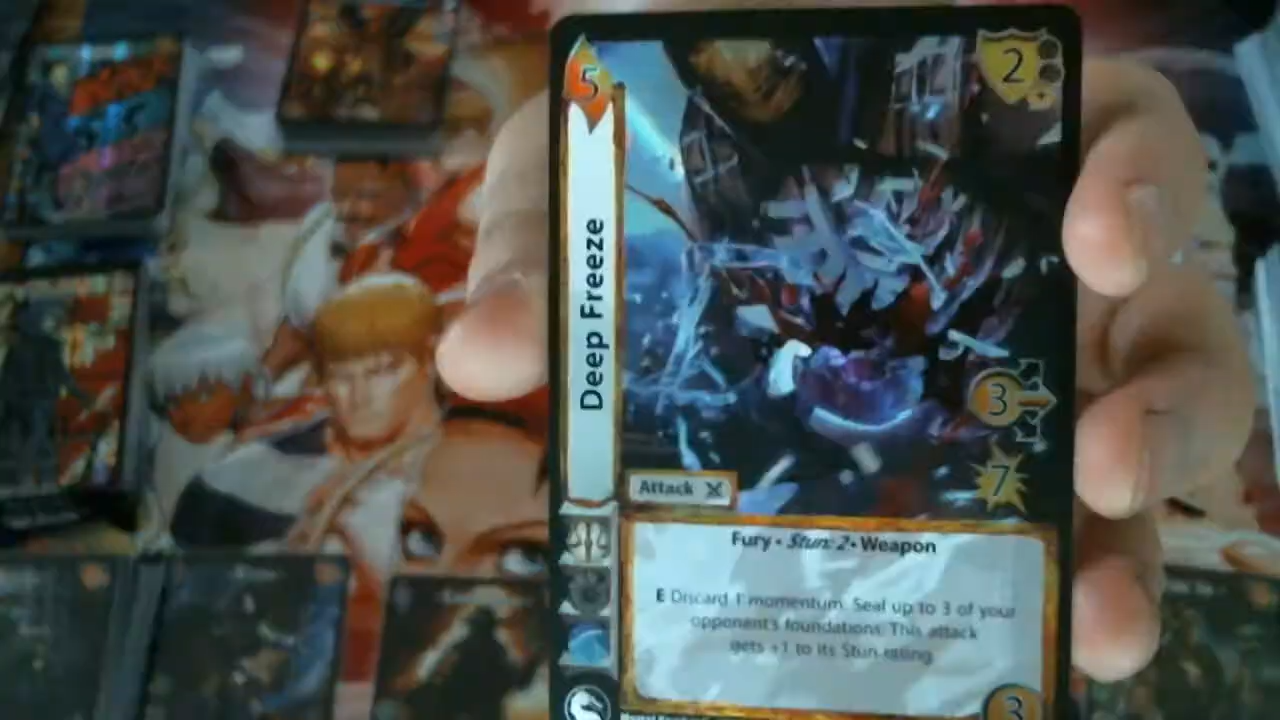 5
2
Deep Freeze
3
7
Attack
Fury • Stun: 2 • Weapon
E Discard 1 momentum: Seal up to 3 of your
opponent's foundations. This attack
gets +1 to its Stun rating.
3